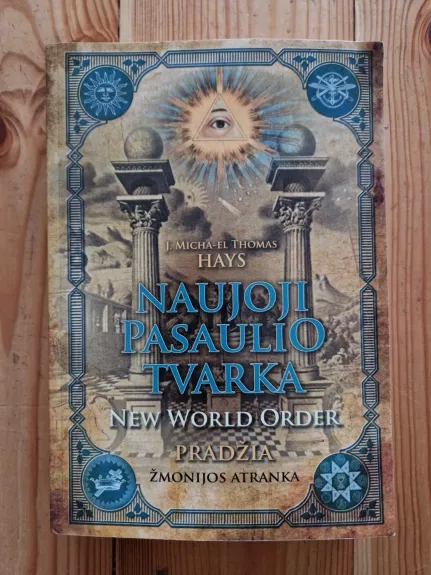 J. MICHA-EL THOMAS
HAYS
NAUJOJI
PASAULIO
TVARKA
NEW WORLD ORDER
PRADŽIA
ŽMONIJOS ATRANKA